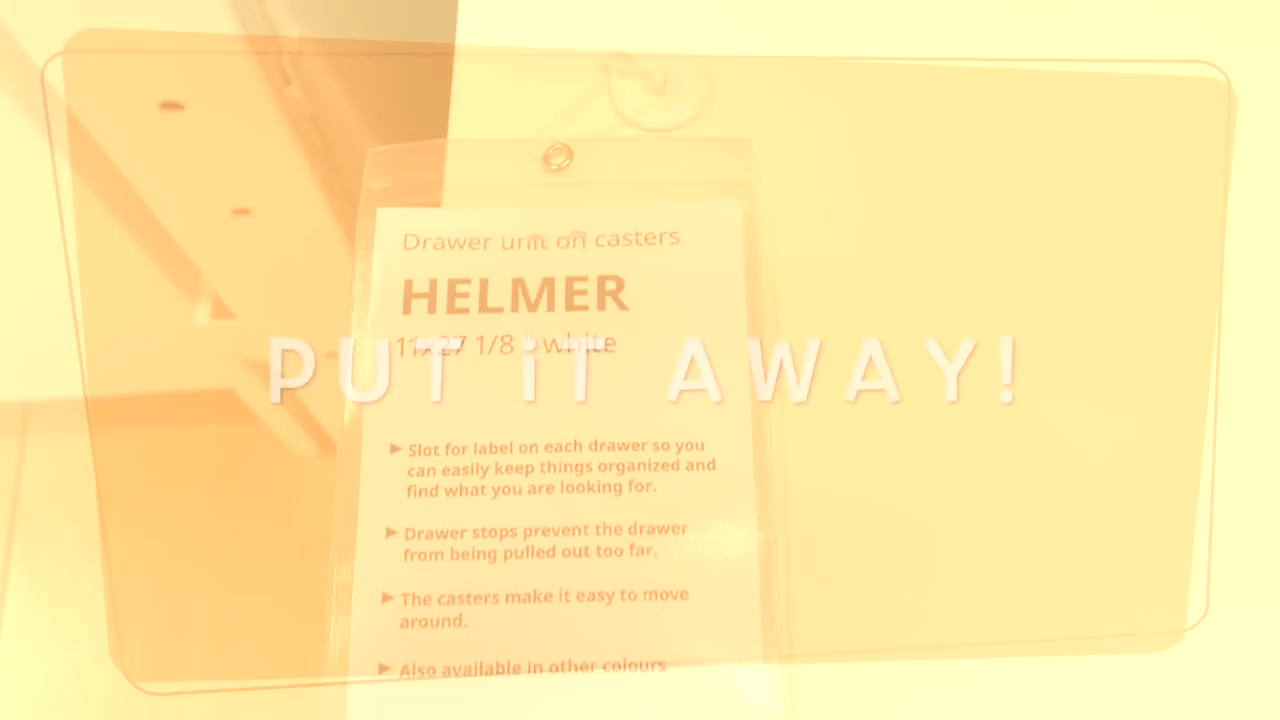 Drawer unit on casters
HELMER
11x27 1/8 " white
PUT iT AWAY!
► Slot for label on each drawer so you
can easily keep things organized and
find what you are looking for.
► Drawer stops prevent the drawer
from being pulled out too far.
► The casters make it easy to move
around.
► Also available in other colours